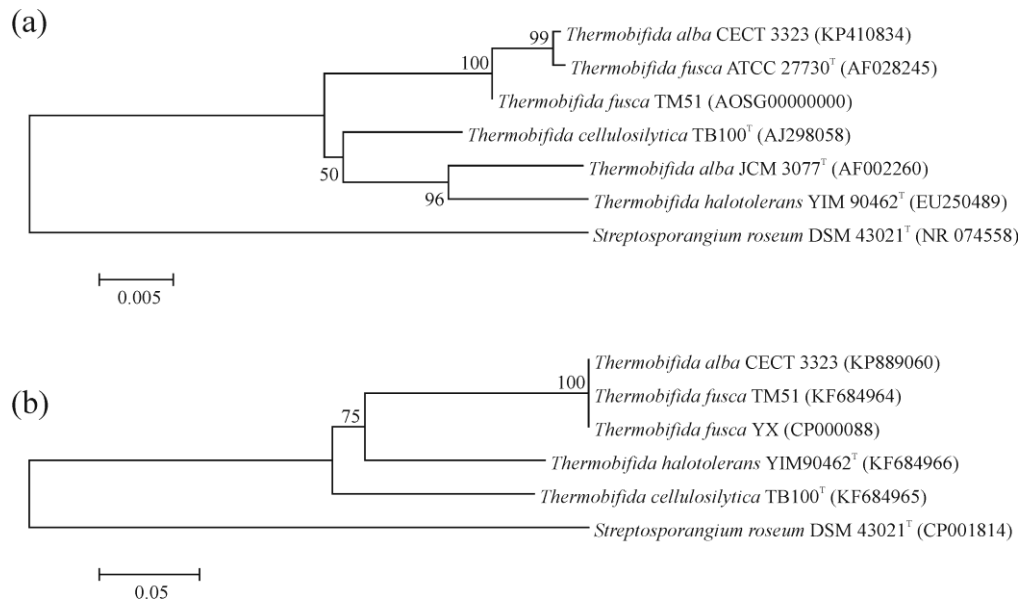 (a)
99
Thermobifida alba CECT 3323 (KP410834)
100
Thermobifida fusca ATCC 27730ᵀ (AF028245)
Thermobifida fusca TM51 (AOSG00000000)
Thermobifida cellulosilytica TB100ᵀ (AJ298058)
50
Thermobifida alba JCM 3077ᵀ (AF002260)
96
Thermobifida halotolerans YIM 90462ᵀ (EU250489)
Streptosporangium roseum DSM 43021ᵀ (NR 074558)
0.005
(b)
Thermobifida alba CECT 3323 (KP889060)
100
Thermobifida fusca TM51 (KF684964)
75
Thermobifida fusca YX (CP000088)
Thermobifida halotolerans YIM90462ᵀ (KF684966)
Thermobifida cellulosilytica TB100ᵀ (KF684965)
Streptosporangium roseum DSM 43021ᵀ (CP001814)
0.05